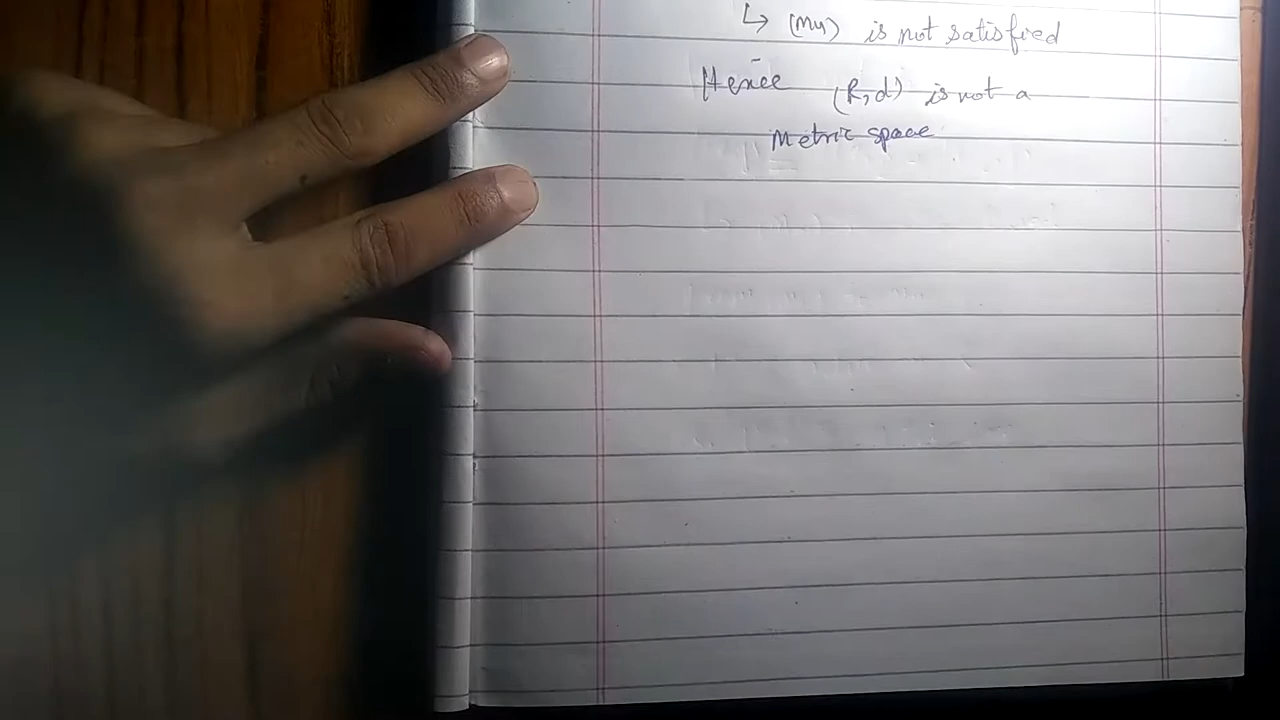 ↳ (M4) is not satisfied
Hence (R,d) is not a
Metric space